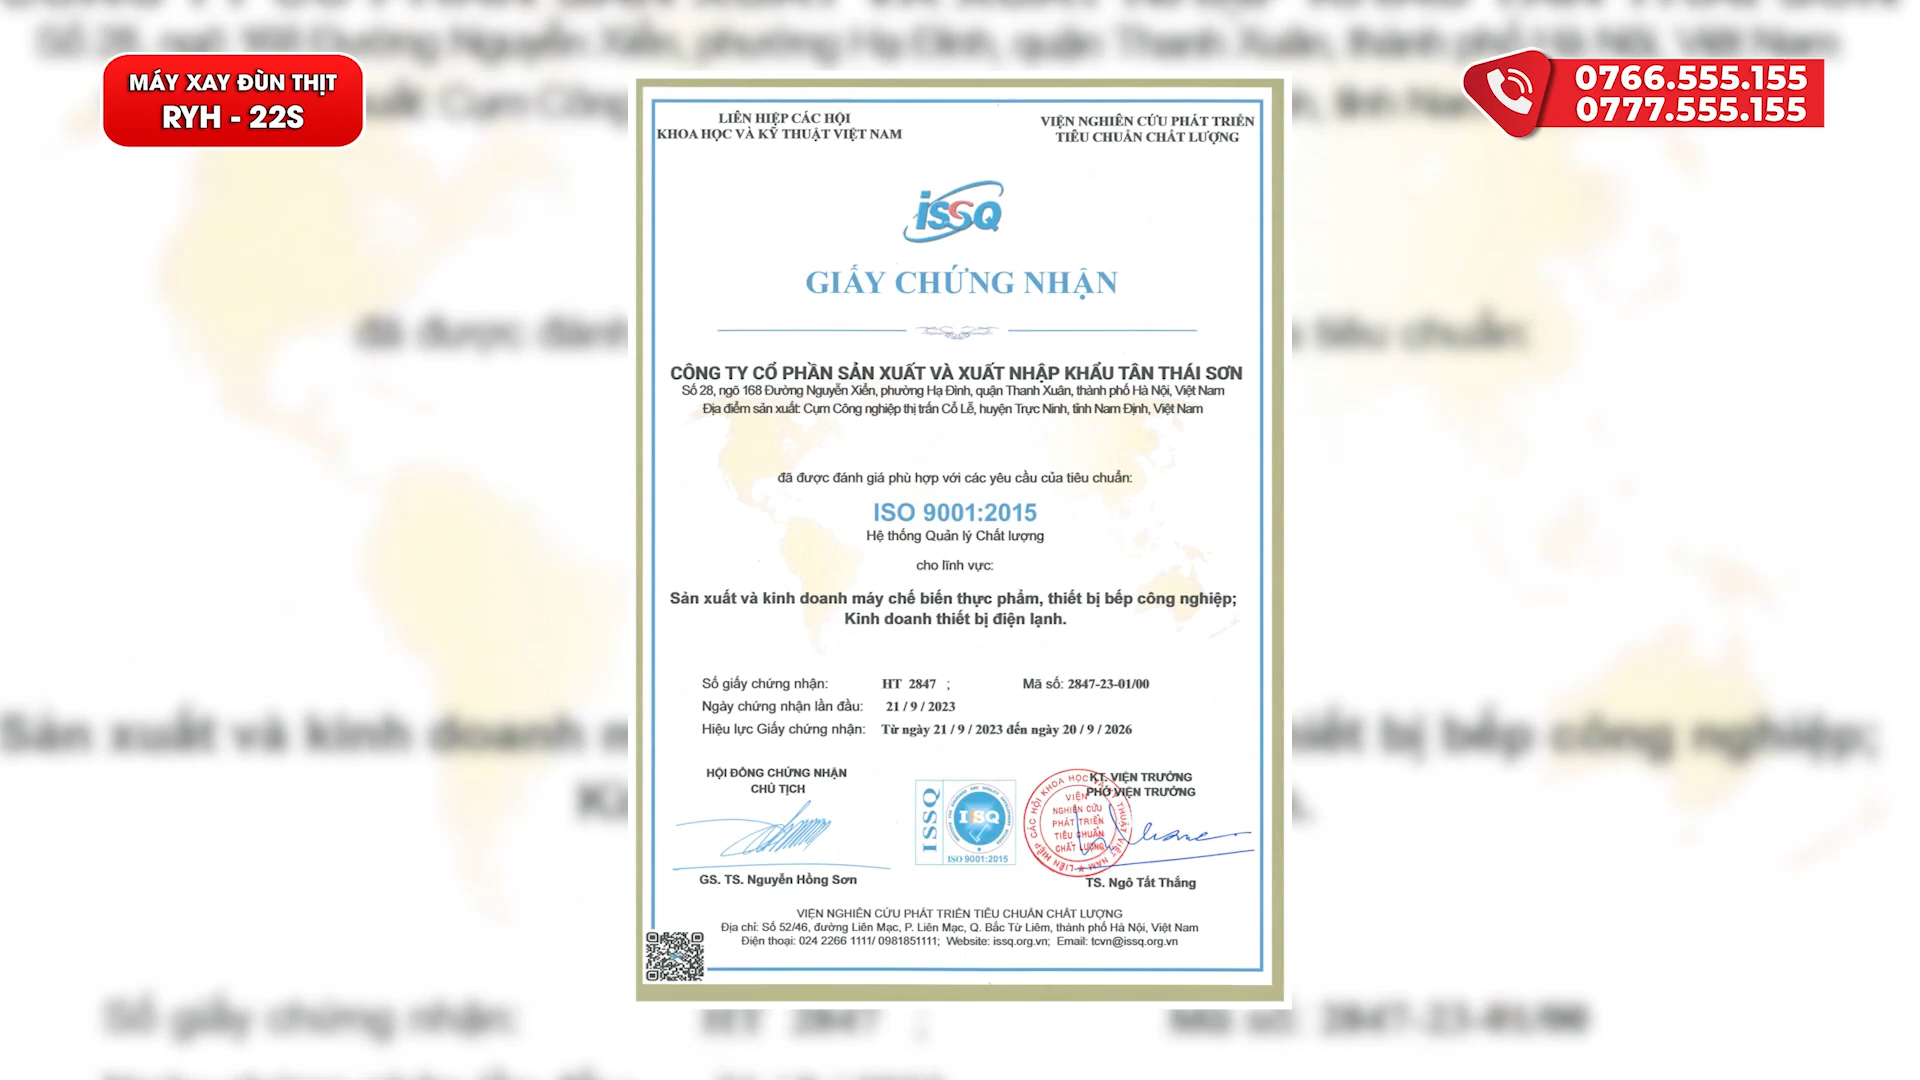 MÁY XAY ĐÙN THỊT
RYH - 22S
0766.555.155
0777.555.155
LIÊN HIỆP CÁC HỘI
KHOA HỌC VÀ KỸ THUẬT VIỆT NAM
VIỆN NGHIÊN CỨU PHÁT TRIỂN
TIÊU CHUẨN CHẤT LƯỢNG
ISSQ
GIẤY CHỨNG NHẬN
CÔNG TY CỔ PHẦN SẢN XUẤT VÀ XUẤT NHẬP KHẨU TÂN THÁI SƠN
Số 28, ngõ 168 Đường Nguyễn Xiển, phường Hạ Đình, quận Thanh Xuân, thành phố Hà Nội, Việt Nam
Địa điểm sản xuất: Cụm Công nghiệp thị trấn Cổ Lễ, huyện Trực Ninh, tỉnh Nam Định, Việt Nam
đã được đánh giá phù hợp với các yêu cầu của tiêu chuẩn:
ISO 9001:2015
Hệ thống Quản lý Chất lượng
cho lĩnh vực:
Sản xuất và kinh doanh máy chế biến thực phẩm, thiết bị bếp công nghiệp;
Kinh doanh thiết bị điện lạnh.
Số giấy chứng nhận: HT 2847 ; Mã số: 2847-23-01/00
Ngày chứng nhận lần đầu: 21 / 9 / 2023
Hiệu lực Giấy chứng nhận: Từ ngày 21 / 9 / 2023 đến ngày 20 / 9 / 2026
HỘI ĐỒNG CHỨNG NHẬN
CHỦ TỊCH
GS. TS. Nguyễn Hồng Sơn
ISSQ
ISSQ
ISO 9001:2015
KT. VIỆN TRƯỞNG
PHÓ VIỆN TRƯỞNG
VIỆN
NGHIÊN CỨU
PHÁT TRIỂN
TIÊU CHUẨN
CHẤT LƯỢNG
TS. Ngô Tất Thắng
VIỆN NGHIÊN CỨU PHÁT TRIỂN TIÊU CHUẨN CHẤT LƯỢNG
Địa chỉ: Số 52/46, đường Liên Mạc, P. Liên Mạc, Q. Bắc Từ Liêm, thành phố Hà Nội, Việt Nam
Điện thoại: 024 2266 1111/ 0981851111; Website: issq.org.vn; Email: tcvn@issq.org.vn